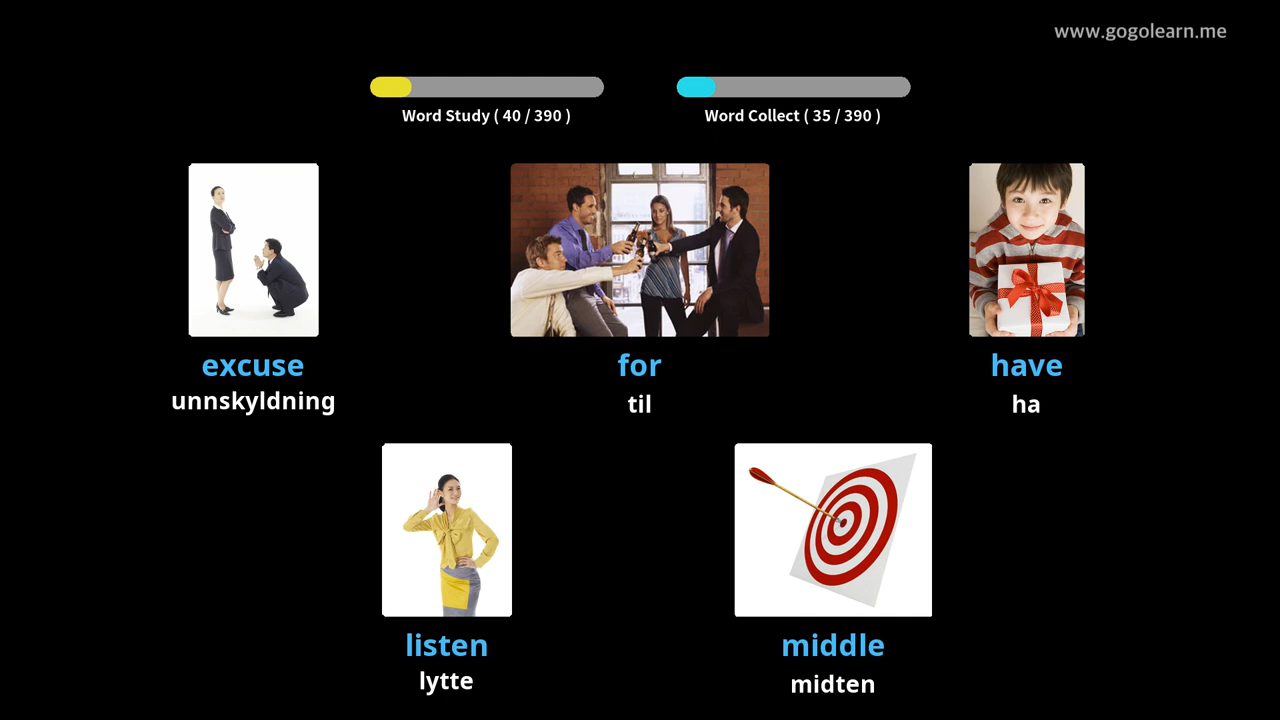 www.gogolearn.me
Word Study ( 40 / 390 )
Word Collect ( 35 / 390 )
excuse
unnskyldning
for
til
have
ha
listen
lytte
middle
midten